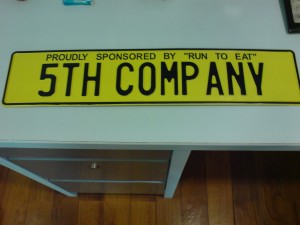 PROUDLY SPONSORED BY "RUN TO EAT"
5TH COMPANY